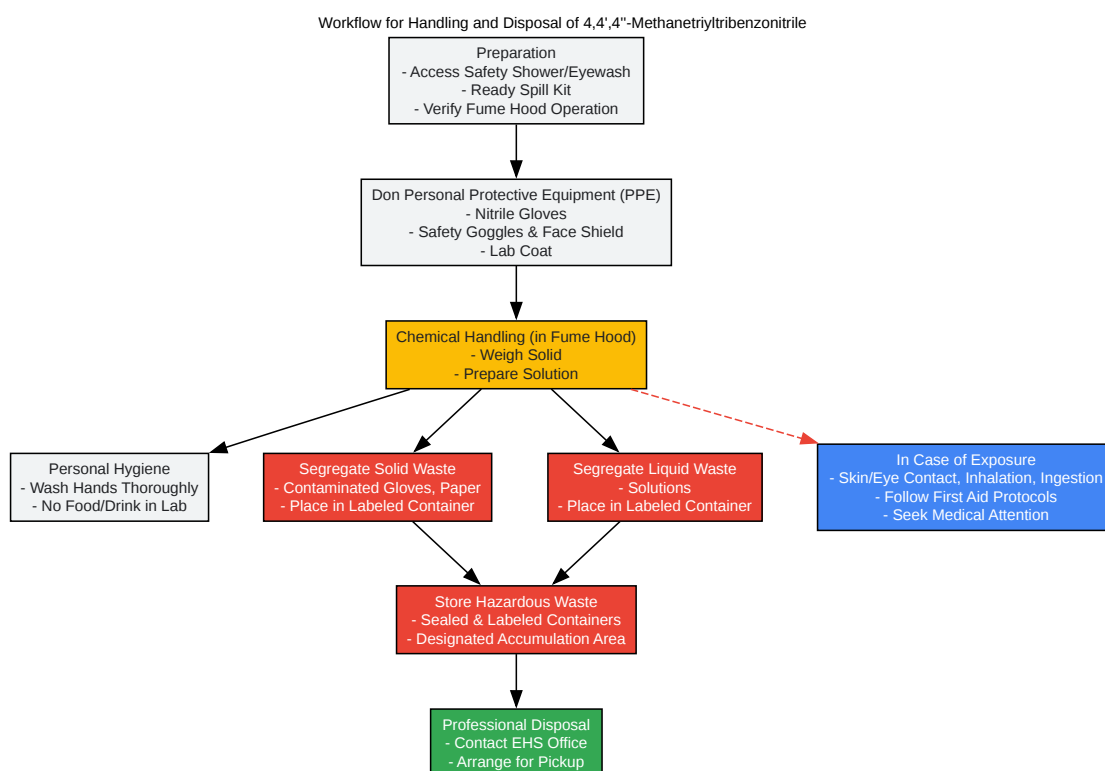 Workflow for Handling and Disposal of 4,4',4''-Methanetriyltribenzonitrile
Preparation
- Access Safety Shower/Eyewash
- Ready Spill Kit
- Verify Fume Hood Operation
Don Personal Protective Equipment (PPE)
- Nitrile Gloves
- Safety Goggles & Face Shield
- Lab Coat
Chemical Handling (in Fume Hood)
- Weigh Solid
- Prepare Solution
Personal Hygiene
- Wash Hands Thoroughly
- No Food/Drink in Lab
Segregate Solid Waste
- Contaminated Gloves, Paper
- Place in Labeled Container
Segregate Liquid Waste
- Solutions
- Place in Labeled Container
In Case of Exposure
- Skin/Eye Contact, Inhalation, Ingestion
- Follow First Aid Protocols
- Seek Medical Attention
Store Hazardous Waste
- Sealed & Labeled Containers
- Designated Accumulation Area
Professional Disposal
- Contact EHS Office
- Arrange for Pickup